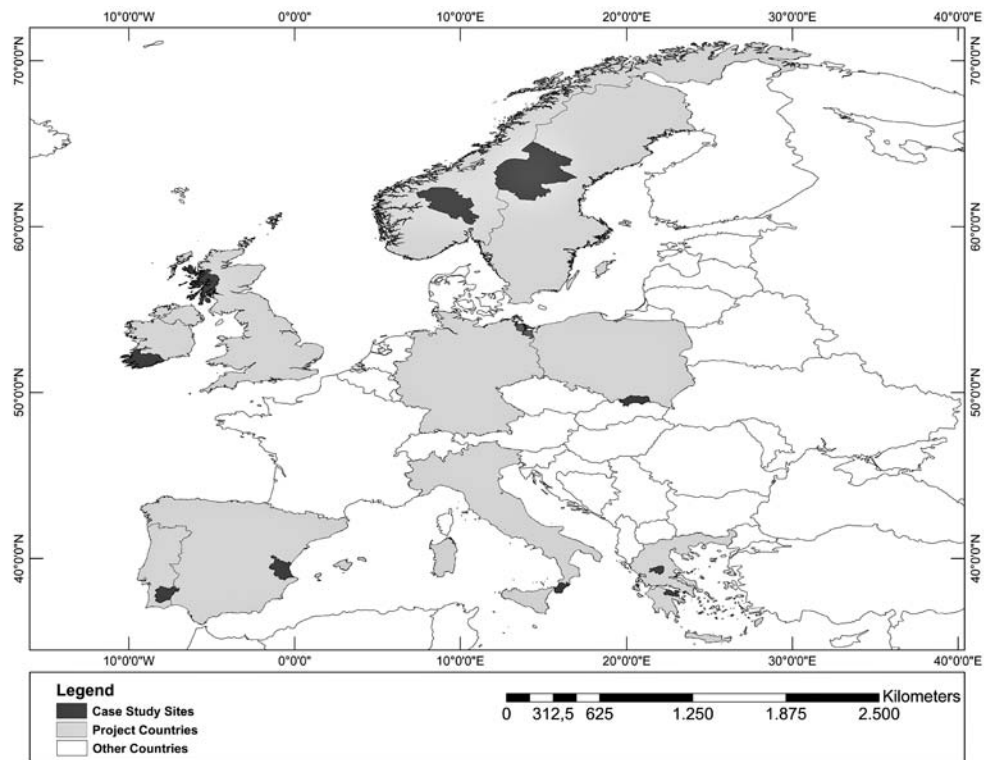 10°0'0"W 0°0'0" 10°0'0"E 20°0'0"E 30°0'0"E 40°0'0"E
70°0'0"N 70°0'0"N
60°0'0"N 60°0'0"N
50°0'0"N 50°0'0"N
40°0'0"N 40°0'0"N
10°0'0"W 0°0'0" 10°0'0"E 20°0'0"E 30°0'0"E 40°0'0"E
Legend
Case Study Sites
Project Countries
Other Countries
Kilometers
0 312,5 625 1.250 1.875 2.500